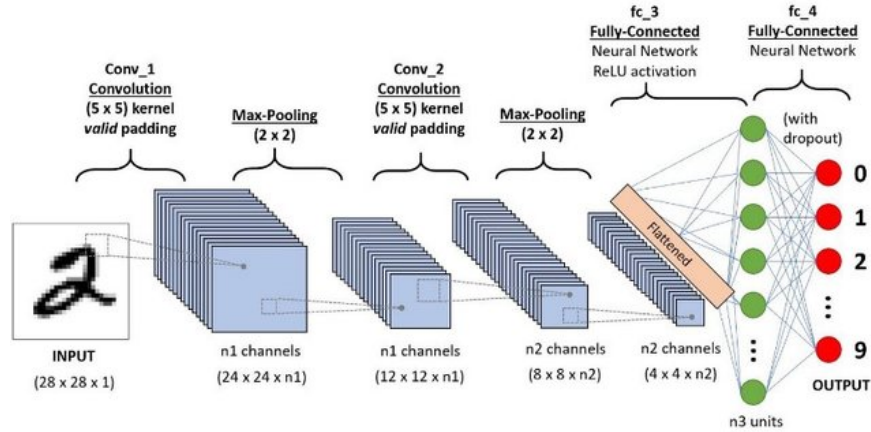 Conv_1
Convolution
(5 x 5) kernel
valid padding
Max-Pooling
(2 x 2)
Conv_2
Convolution
(5 x 5) kernel
valid padding
Max-Pooling
(2 x 2)
fc_3
Fully-Connected
Neural Network
ReLU activation
fc_4
Fully-Connected
Neural Network
(with
dropout)
Flattened
0
1
2
9
OUTPUT
2
INPUT
(28 x 28 x 1)
n1 channels
(24 x 24 x n1)
n1 channels
(12 x 12 x n1)
n2 channels
(8 x 8 x n2)
n2 channels
(4 x 4 x n2)
n3 units